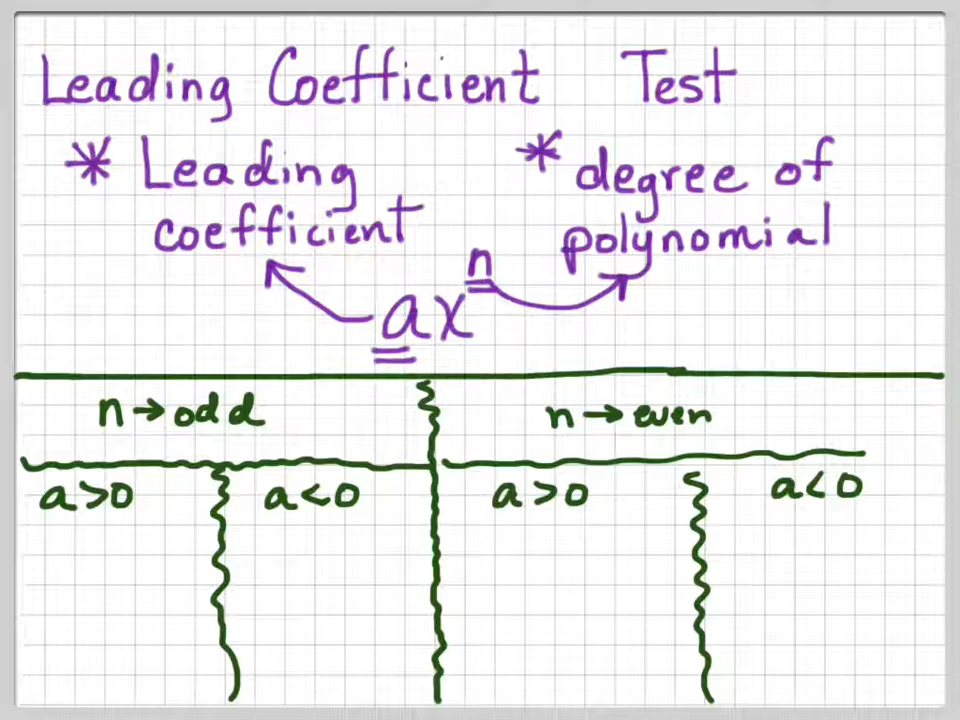 Leading Coefficient Test
* Leading * degree of
coefficient polynomial
ax^n
n → odd n → even
a > 0 a < 0 a > 0 a < 0